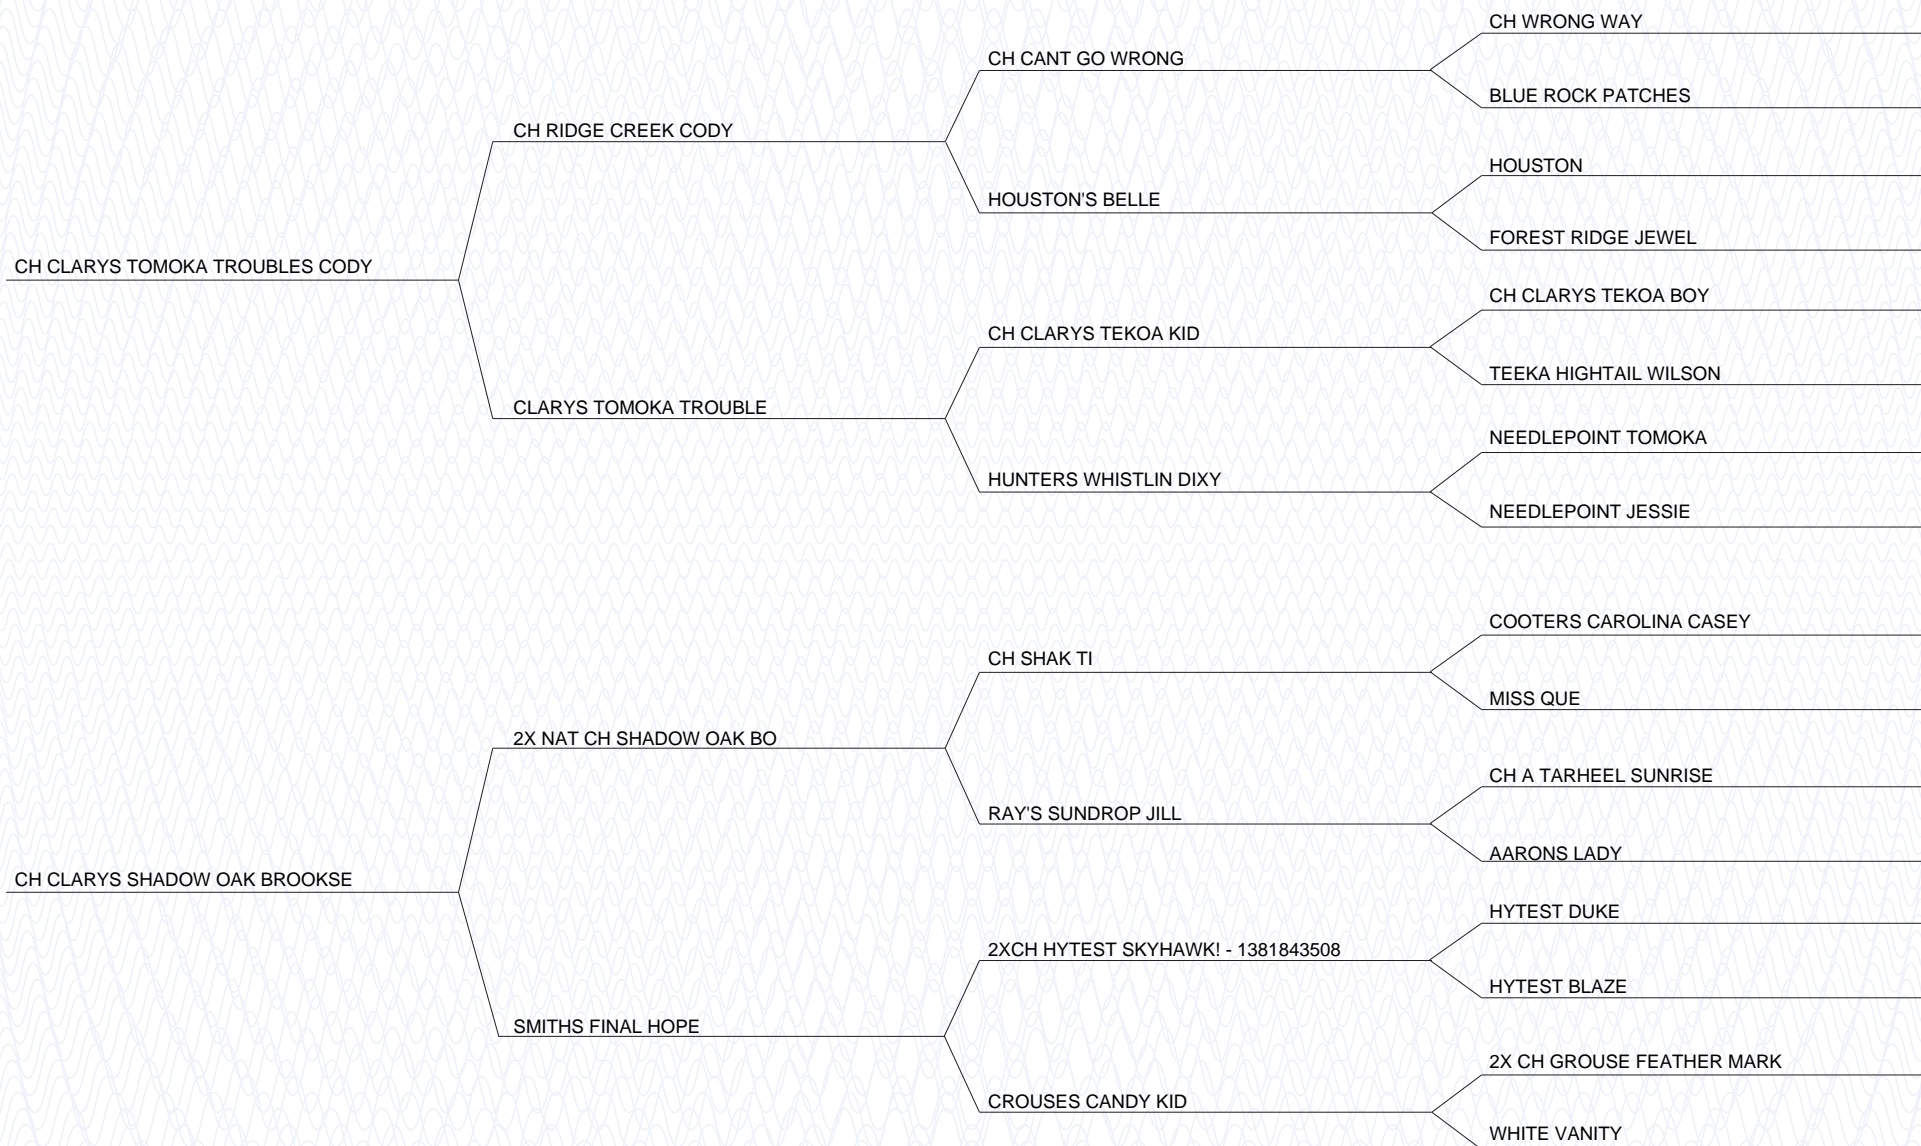 CH WRONG WAY
CH CANT GO WRONG
BLUE ROCK PATCHES
CH RIDGE CREEK CODY
HOUSTON
HOUSTON'S BELLE
FOREST RIDGE JEWEL
CH CLARYS TOMOKA TROUBLES CODY
CH CLARYS TEKOA BOY
CH CLARYS TEKOA KID
TEEKA HIGHTAIL WILSON
CLARYS TOMOKA TROUBLE
NEEDLEPOINT TOMOKA
HUNTERS WHISTLIN DIXY
NEEDLEPOINT JESSIE
COOTERS CAROLINA CASEY
CH SHAK TI
MISS QUE
2X NAT CH SHADOW OAK BO
CH A TARHEEL SUNRISE
RAY'S SUNDROP JILL
AARONS LADY
CH CLARYS SHADOW OAK BROOKSE
HYTEST DUKE
2XCH HYTEST SKYHAWK! - 1381843508
HYTEST BLAZE
SMITHS FINAL HOPE
2X CH GROUSE FEATHER MARK
CROUSES CANDY KID
WHITE VANITY